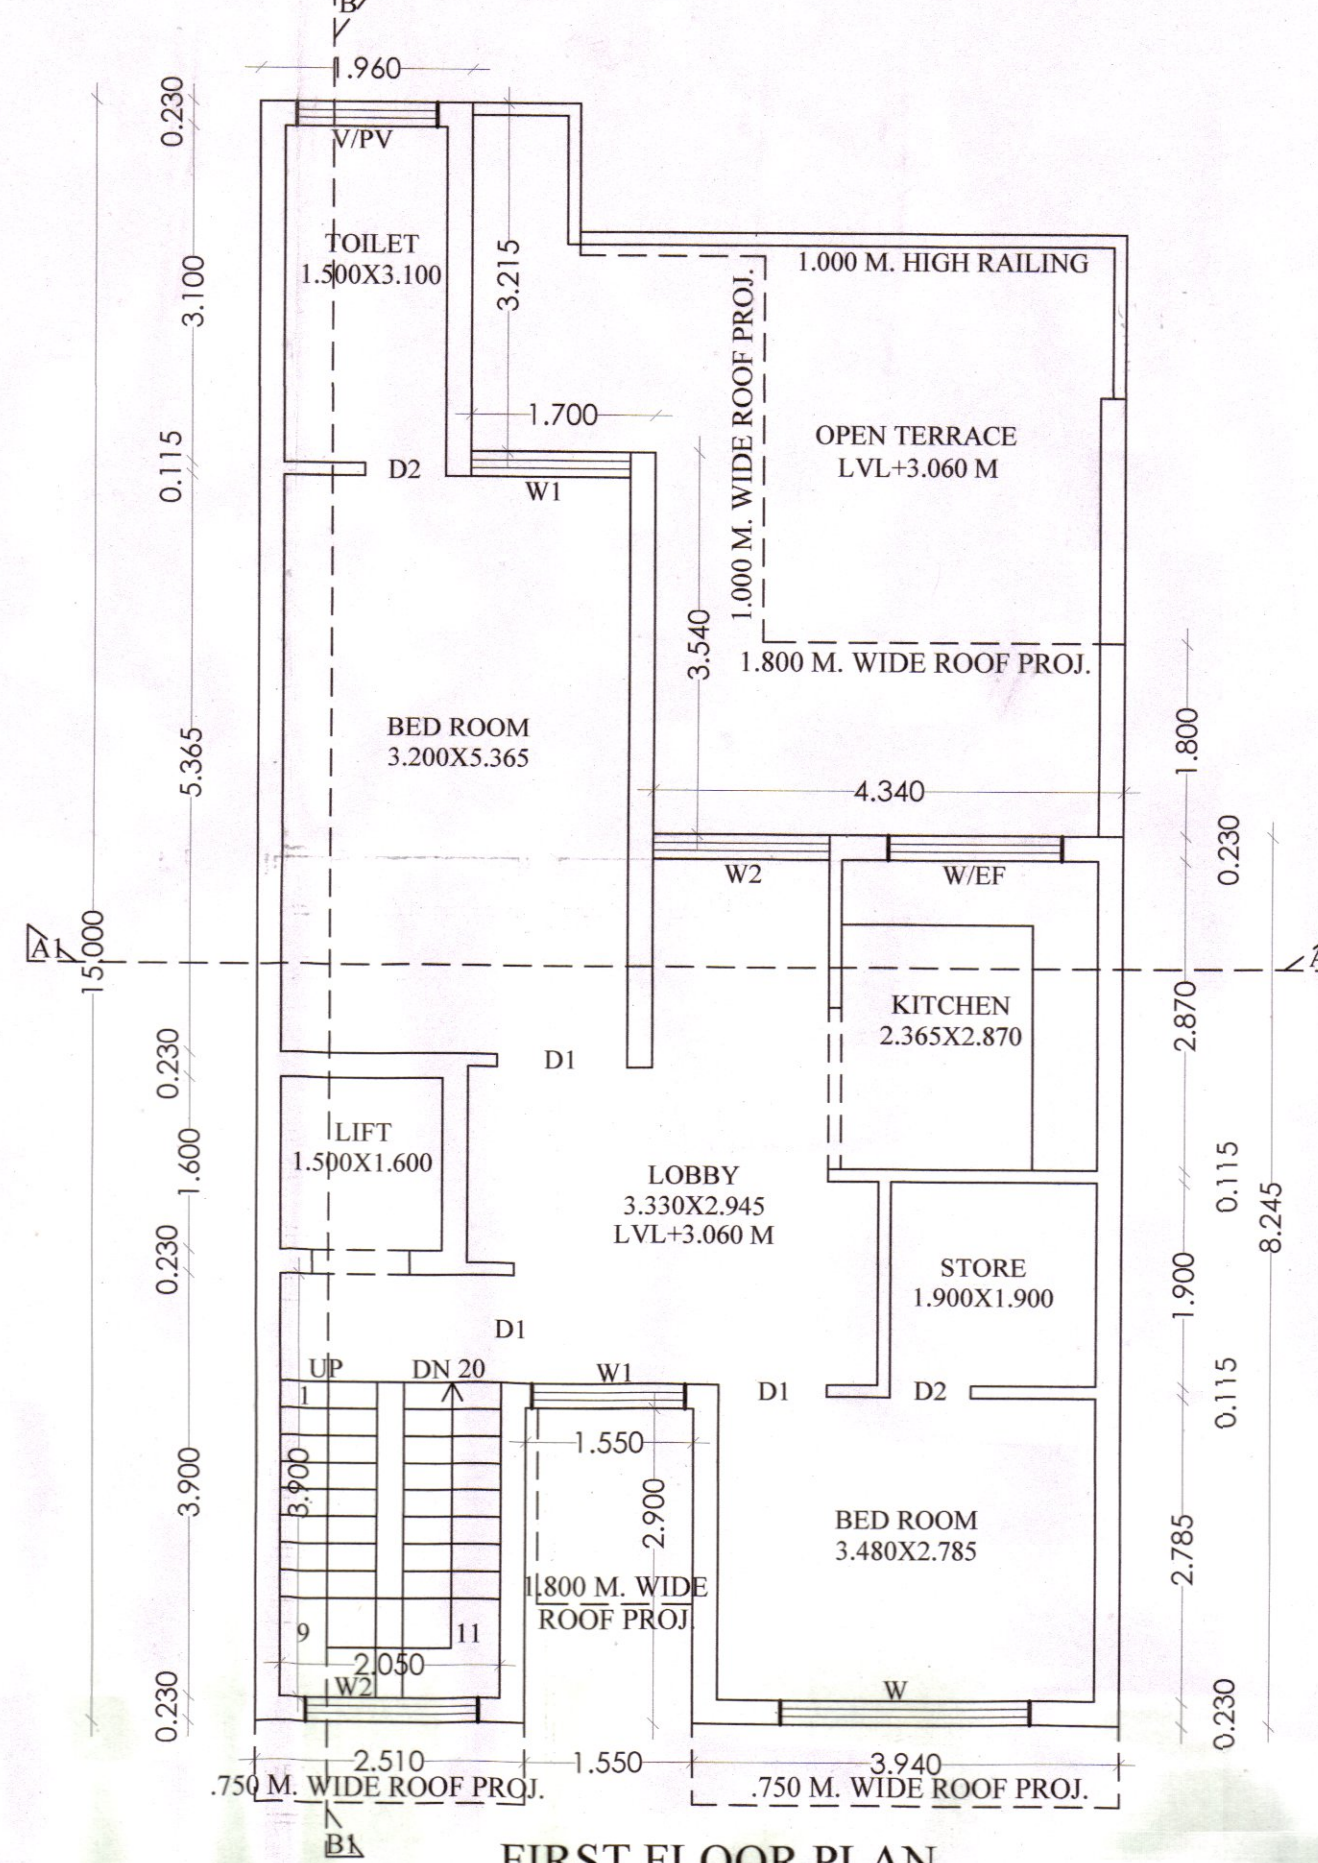 B
1.960
0.230
V/PV
TOILET
1.500X3.100
3.100
3.215
1.000 M. HIGH RAILING
1.000 M. WIDE ROOF PROJ.
1.700
OPEN TERRACE
LVL+3.060 M
0.115
D2
W1
3.540
1.800 M. WIDE ROOF PROJ.
BED ROOM
3.200X5.365
5.365
1.800
4.340
0.230
W2
W/EF
A1
15.000
KITCHEN
2.365X2.870
2.870
0.230
D1
LIFT
1.500X1.600
1.600
LOBBY
3.330X2.945
LVL+3.060 M
0.115
8.245
0.230
STORE
1.900X1.900
1.900
D1
UP
DN 20
W1
D1
D2
0.115
1
1.550
3.900
3.900
2.900
BED ROOM
3.480X2.785
2.785
1.800 M. WIDE
ROOF PROJ.
9
11
2.050
W2
W
0.230
0.230
2.510
1.550
3.940
.750 M. WIDE ROOF PROJ.
.750 M. WIDE ROOF PROJ.
B1
FIRST FLOOR PLAN